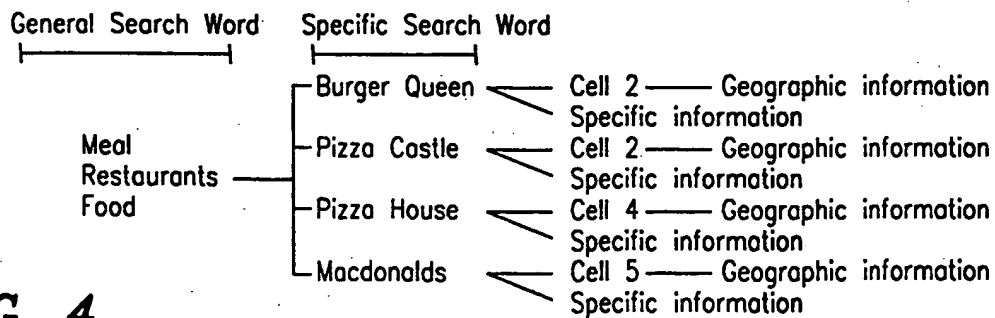 General Search Word Specific Search Word
Burger Queen Cell 2 Geographic information
Specific information
Meal
Pizza Castle Cell 2 Geographic information
Restaurants
Specific information
Food
Pizza House Cell 4 Geographic information
Specific information
Macdonalds Cell 5 Geographic information
Specific information
4